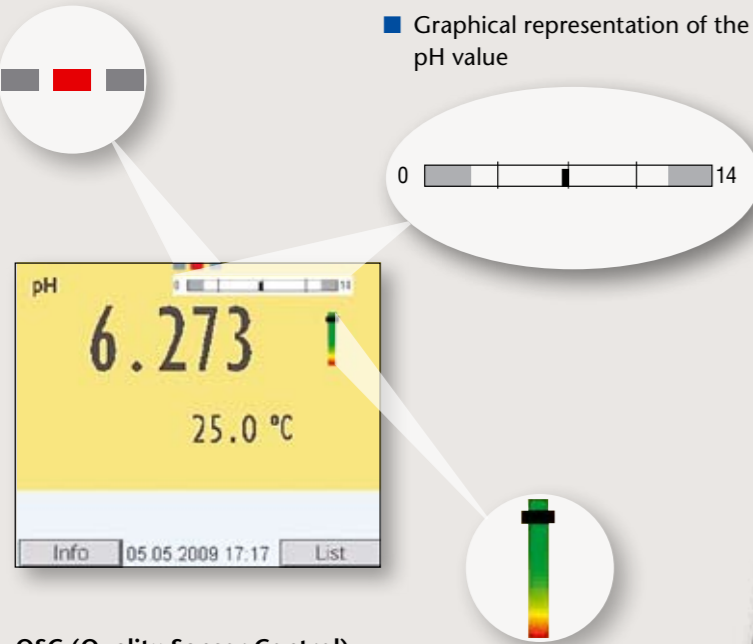 Graphical representation of the
pH value
0 14
pH
0 14
6.273
25.0 °C
Info 05.05.2009 17:17 List
QSC (Quality Sensor Control)